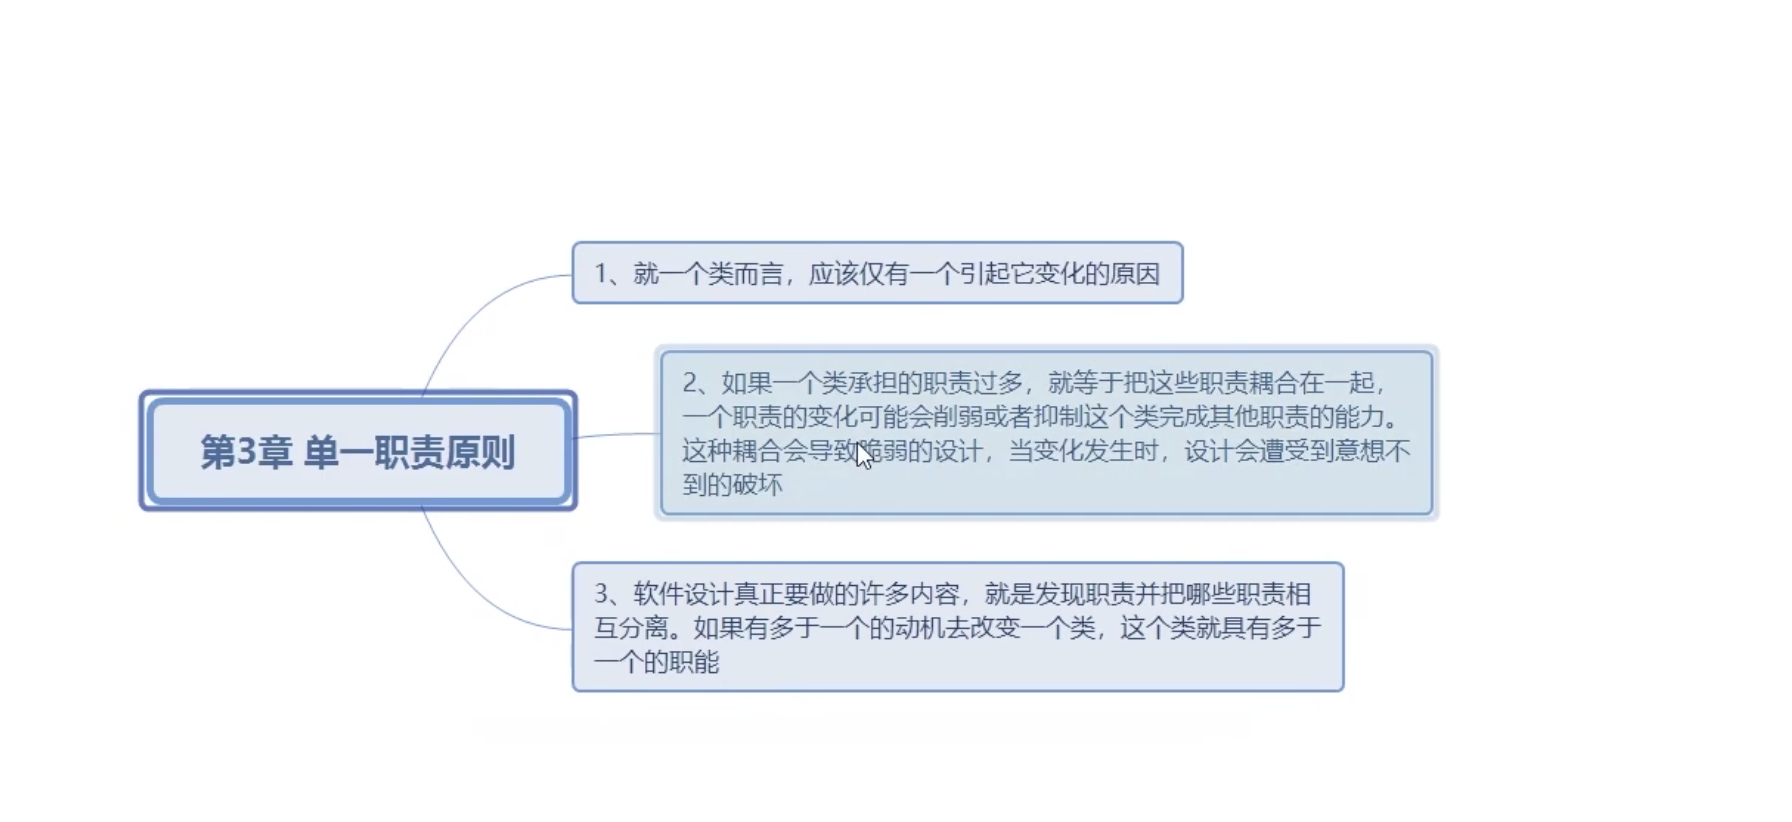 第3章 单一职责原则
1、就一个类而言，应该仅有一个引起它变化的原因
2、如果一个类承担的职责过多，就等于把这些职责耦合在一起，
一个职责的变化可能会削弱或者抑制这个类完成其他职责的能力。
这种耦合会导致脆弱的设计，当变化发生时，设计会遭受到意想不
到的破坏
3、软件设计真正要做的许多内容，就是发现职责并把哪些职责相
互分离。如果有多于一个的动机去改变一个类，这个类就具有多于
一个的职能